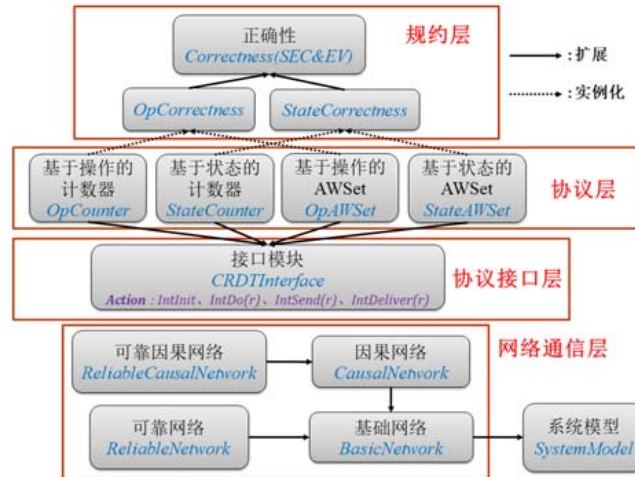 正确性
Correctness(SEC&EV)
规约层
:扩展
:实例化
OpCorrectness
StateCorrectness
基于操作的
计数器
OpCounter
基于状态的
计数器
StateCounter
基于操作的
AWSet
OpAWSet
基于状态的
AWSet
StateAWSet
协议层
接口模块
CRDTInterface
Action:IntInit、IntDo(r)、IntSend(r)、IntDeliver(r)
协议接口层
可靠因果网络
ReliableCausalNetwork
因果网络
CausalNetwork
网络通信层
可靠网络
ReliableNetwork
基础网络
BasicNetwork
系统模型
SystemModel